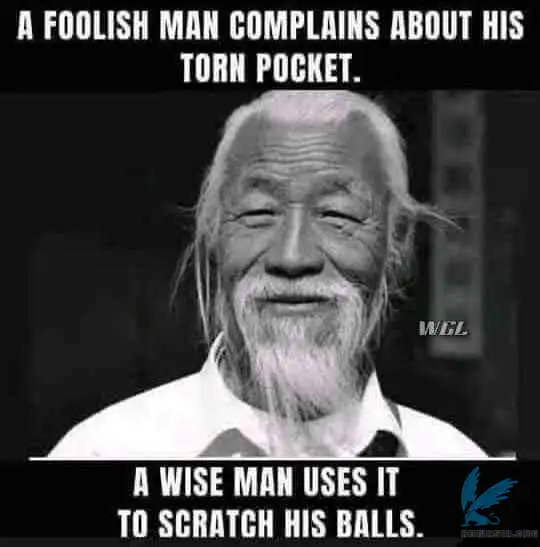 A FOOLISH MAN COMPLAINS ABOUT HIS
TORN POCKET.
WGL
A WISE MAN USES IT
TO SCRATCH HIS BALLS.